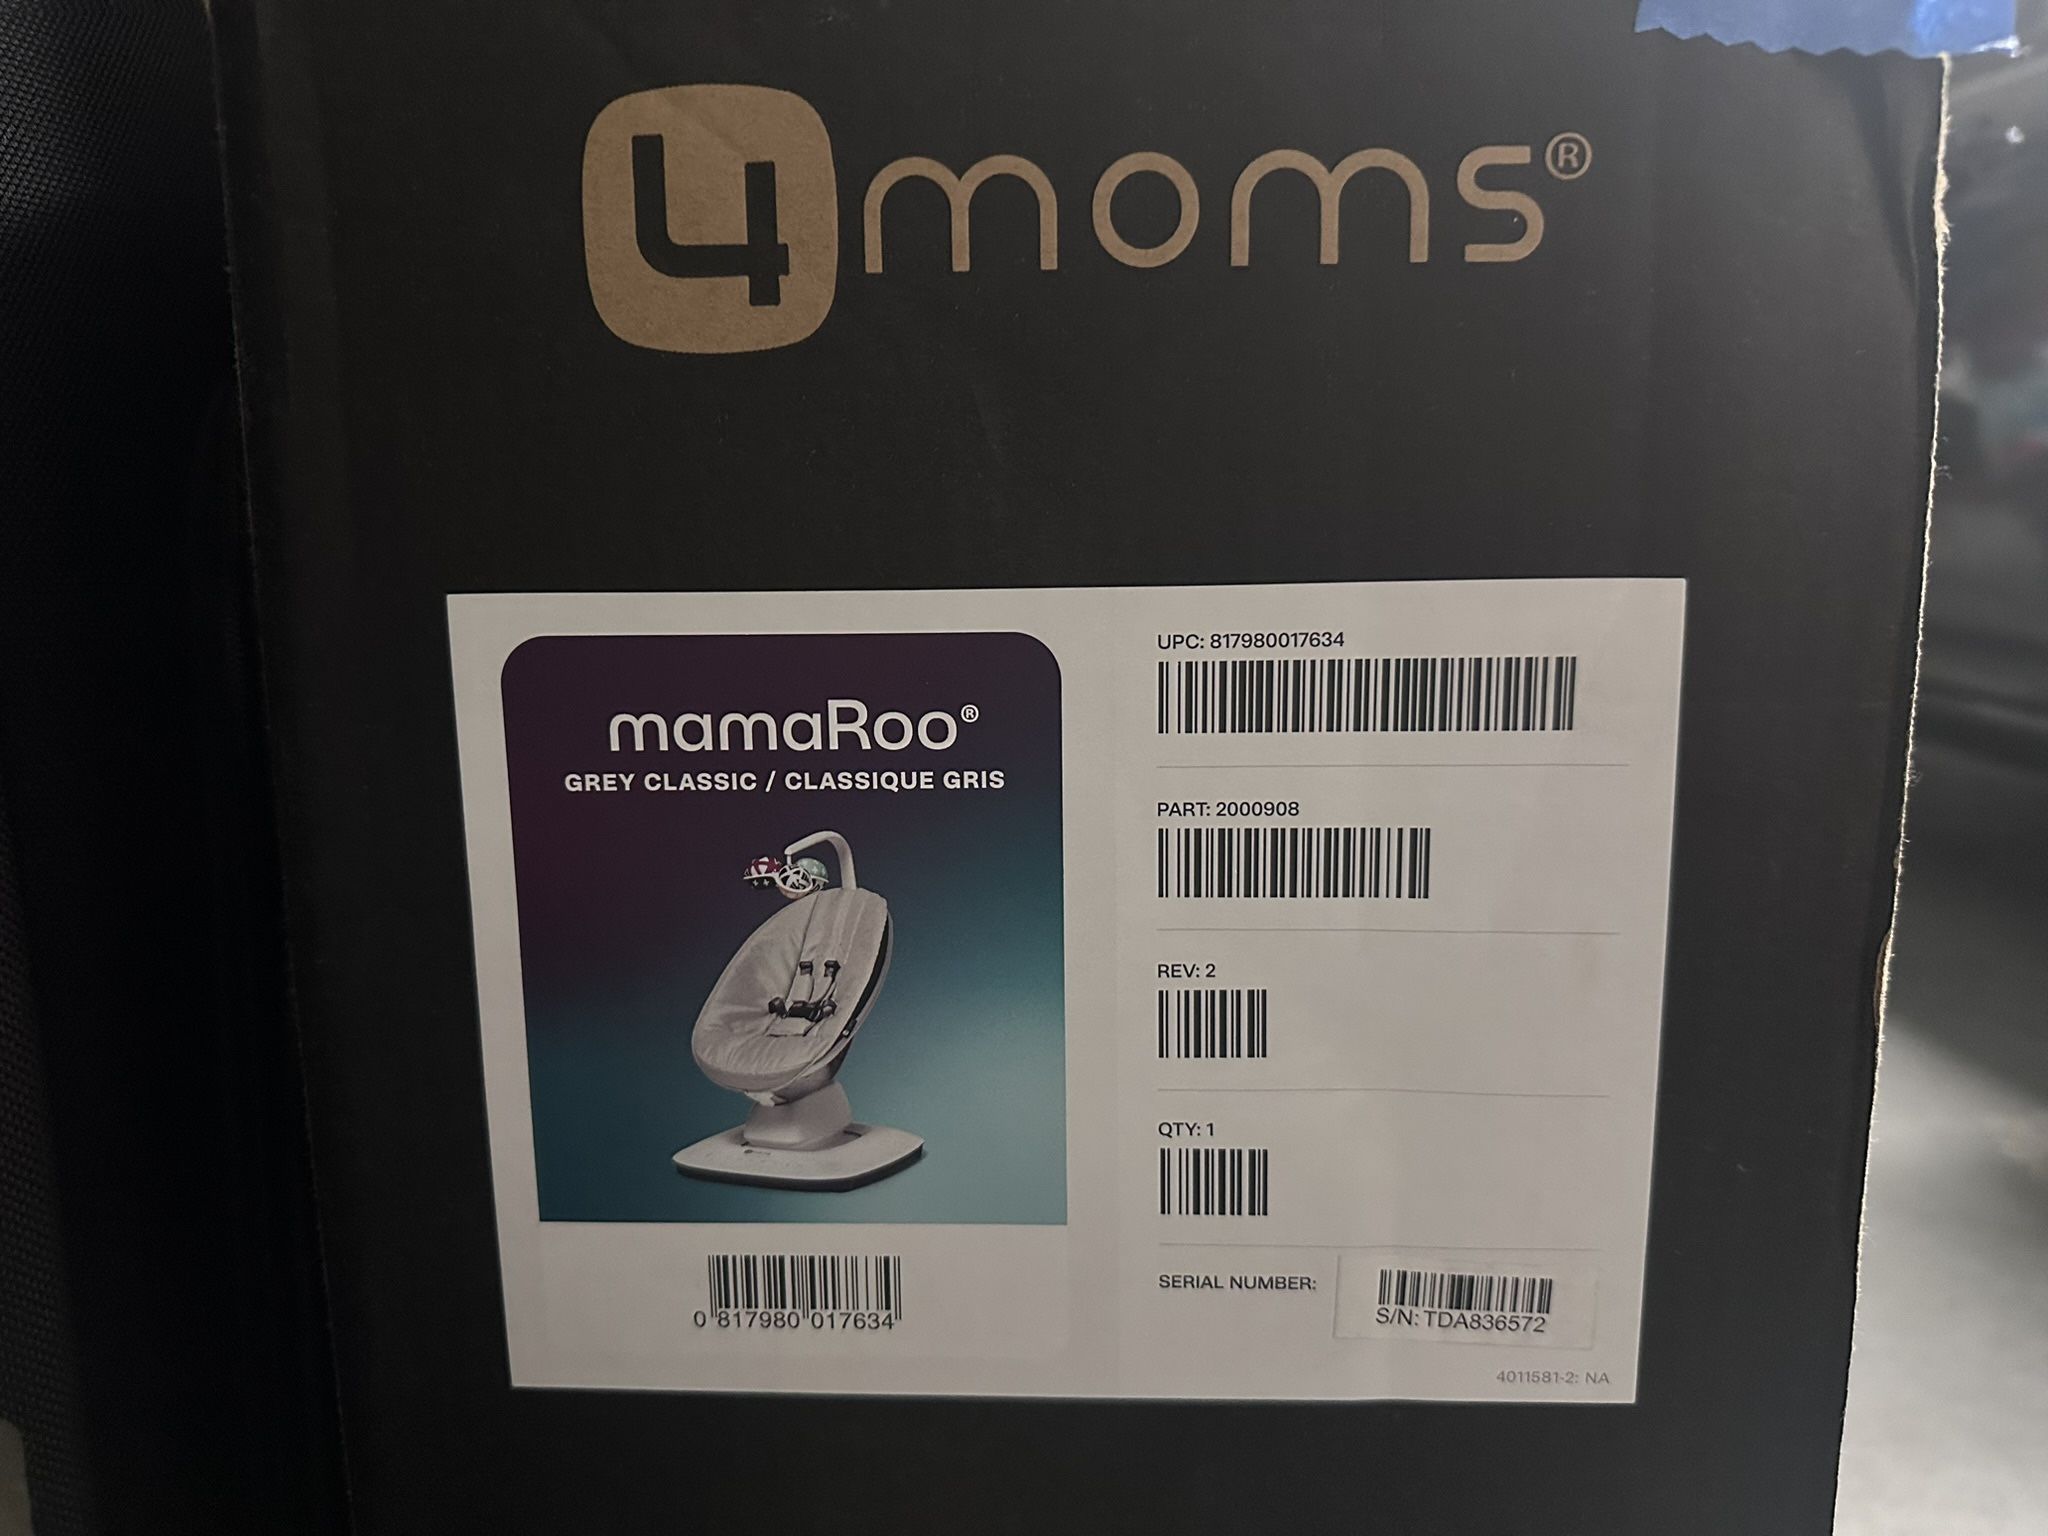 4moms®
mamaRoo®
GREY CLASSIC / CLASSIQUE GRIS
0 817980 017634
UPC: 817980017634
PART: 2000908
REV: 2
QTY: 1
SERIAL NUMBER:
S/N: TDA836572
4011581-2: NA